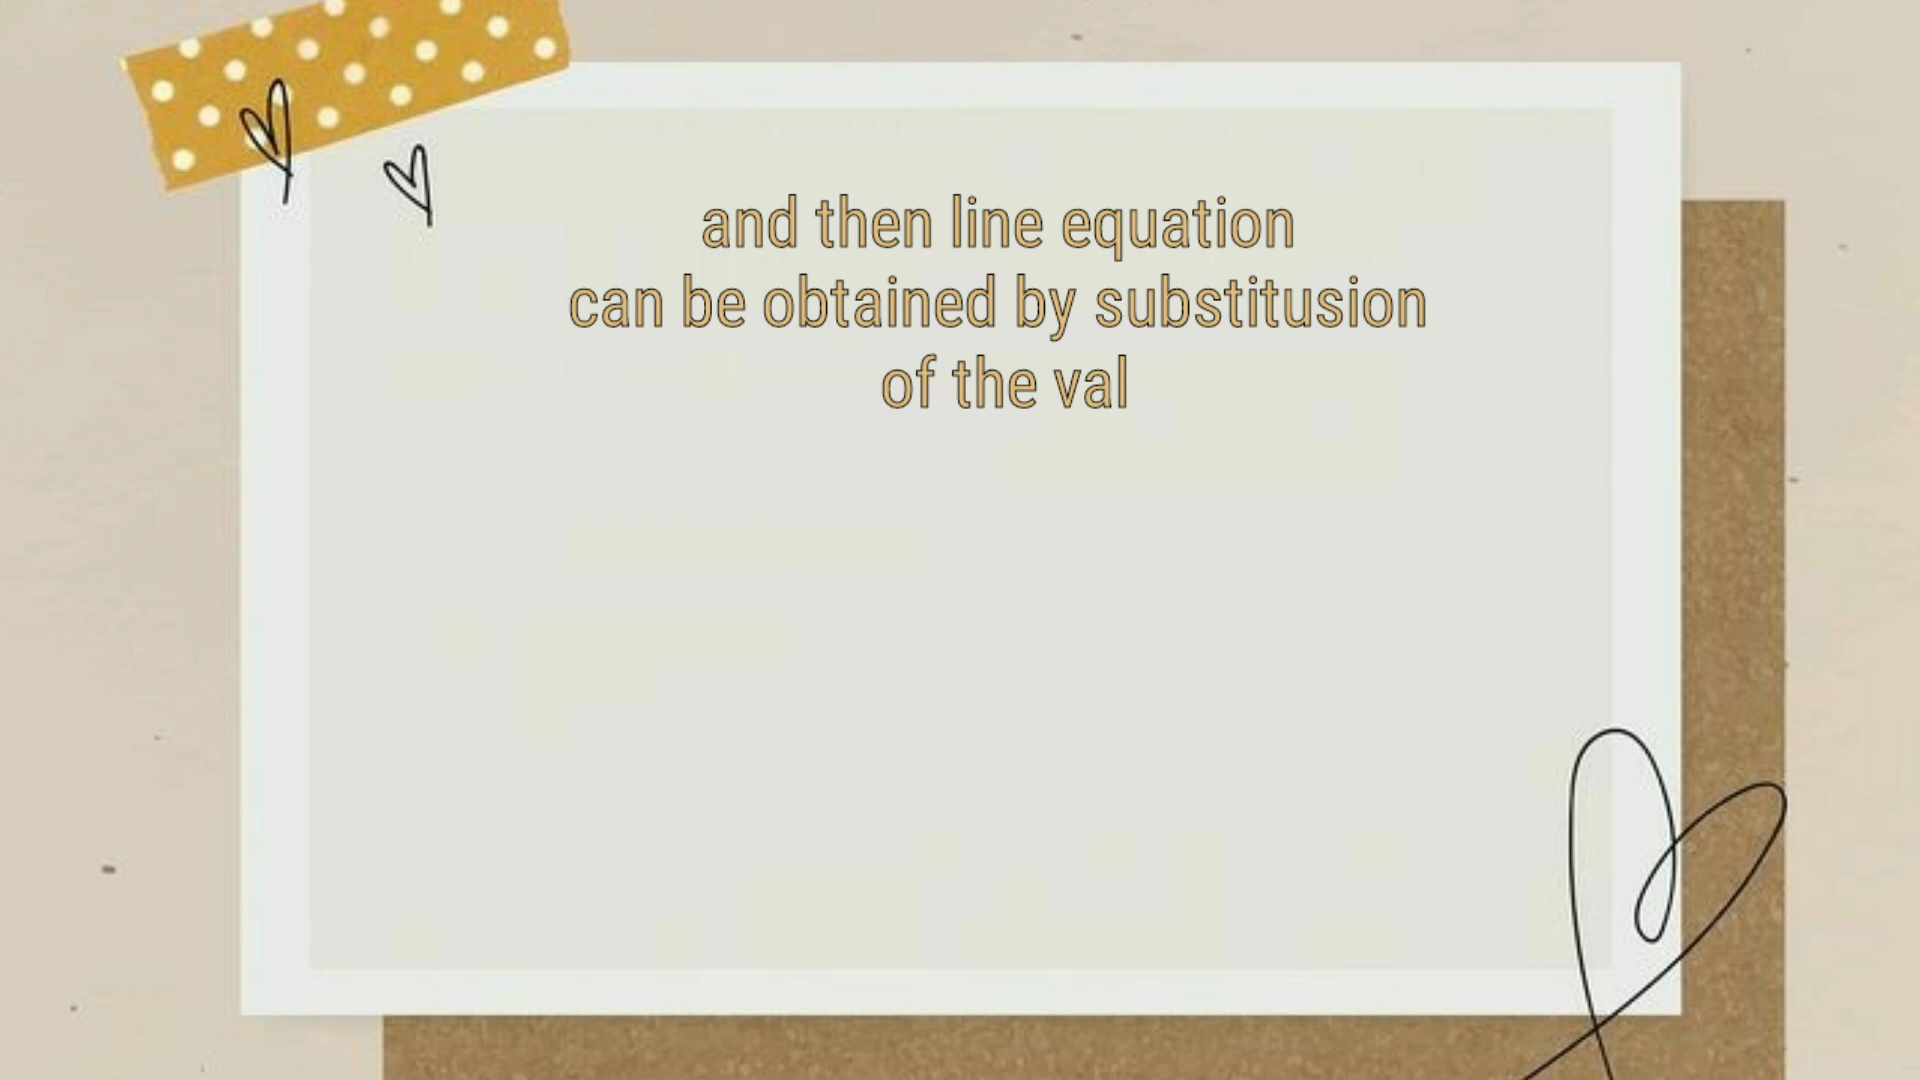 and then line equation
can be obtained by substitusion
of the val